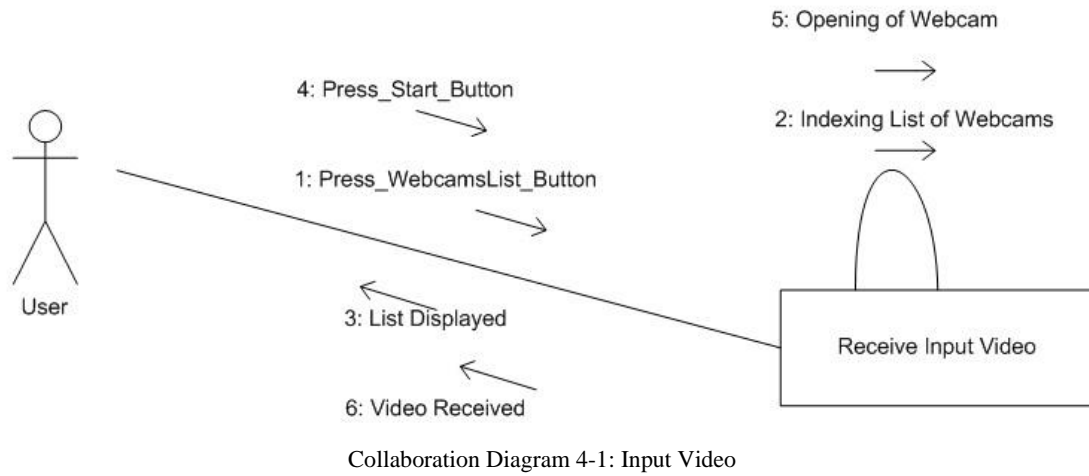 5: Opening of Webcam
4: Press_Start_Button
2: Indexing List of Webcams
1: Press_WebcamsList_Button
User
3: List Displayed
Receive Input Video
6: Video Received
Collaboration Diagram 4-1: Input Video